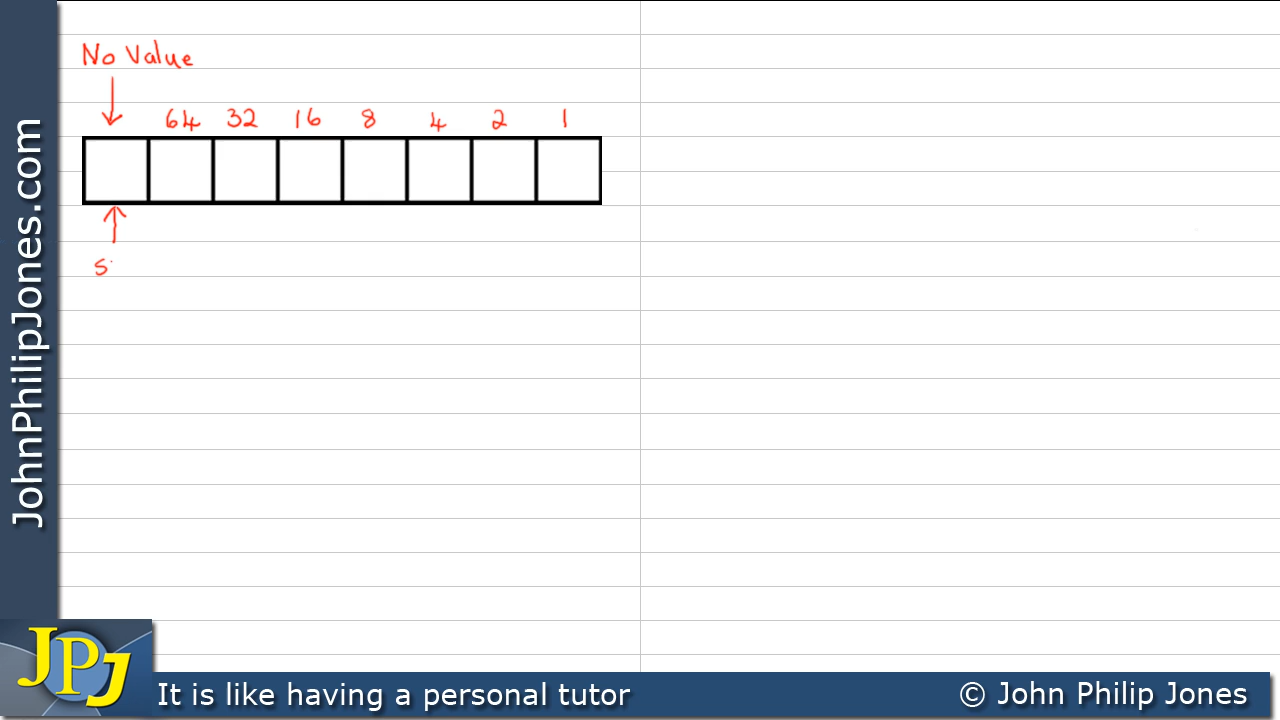 No Value
64 32 16 8 4 2 1
s
JohnPhilipJones.com
JPJ
It is like having a personal tutor
© John Philip Jones